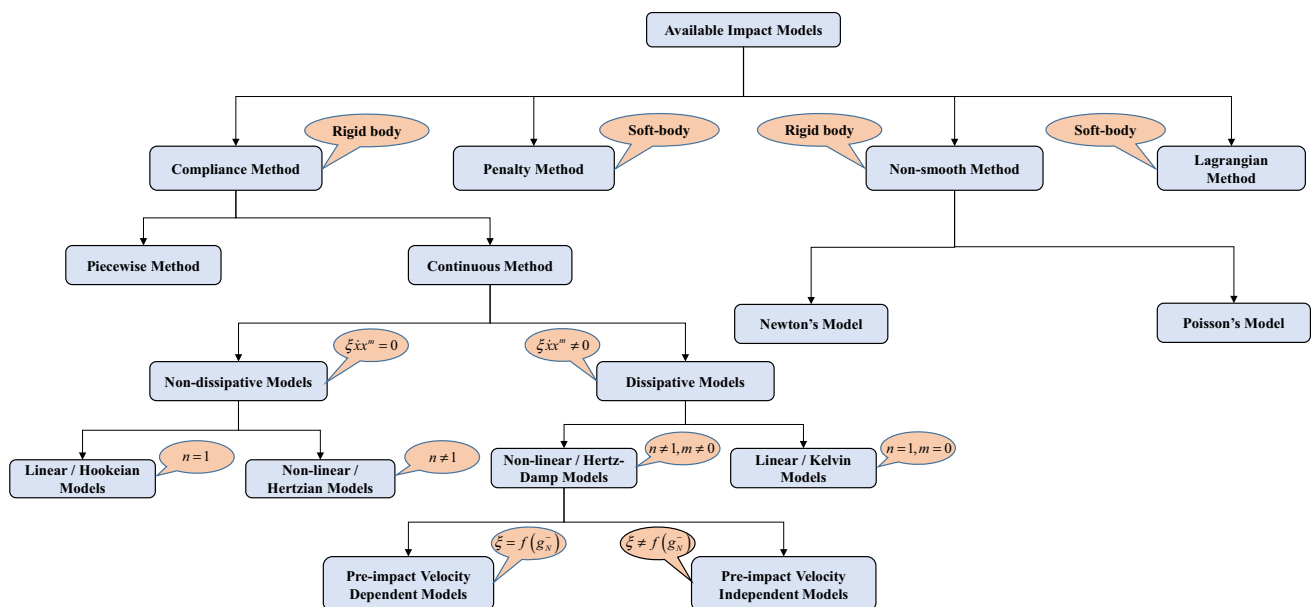 Available Impact Models
Rigid body
Soft-body
Rigid body
Soft-body
Compliance Method
Penalty Method
Non-smooth Method
Lagrangian
Method
Piecewise Method
Continuous Method
Newton's Model
Poisson's Model
ξẋxᵐ = 0
ξẋxᵐ ≠ 0
Non-dissipative Models
Dissipative Models
n = 1
n ≠ 1
n ≠ 1, m ≠ 0
n = 1, m = 0
Linear / Hookeian
Models
Non-linear /
Hertzian Models
Non-linear / Hertz-
Damp Models
Linear / Kelvin
Models
ξ = f(g_N^-)
ξ ≠ f(g_N^-)
Pre-impact Velocity
Dependent Models
Pre-impact Velocity
Independent Models